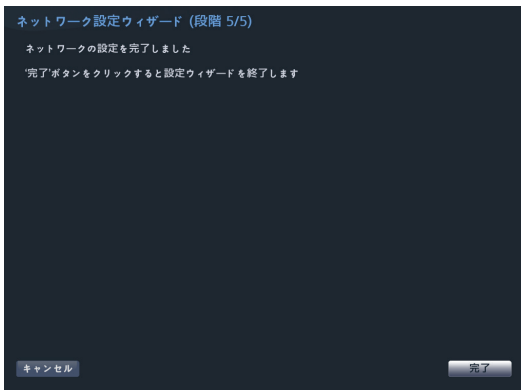 ネットワーク設定ウィザード (段階 5/5)
ネットワークの設定を完了しました
'完了'ボタンをクリックすると設定ウィザードを終了します
キャンセル
完了